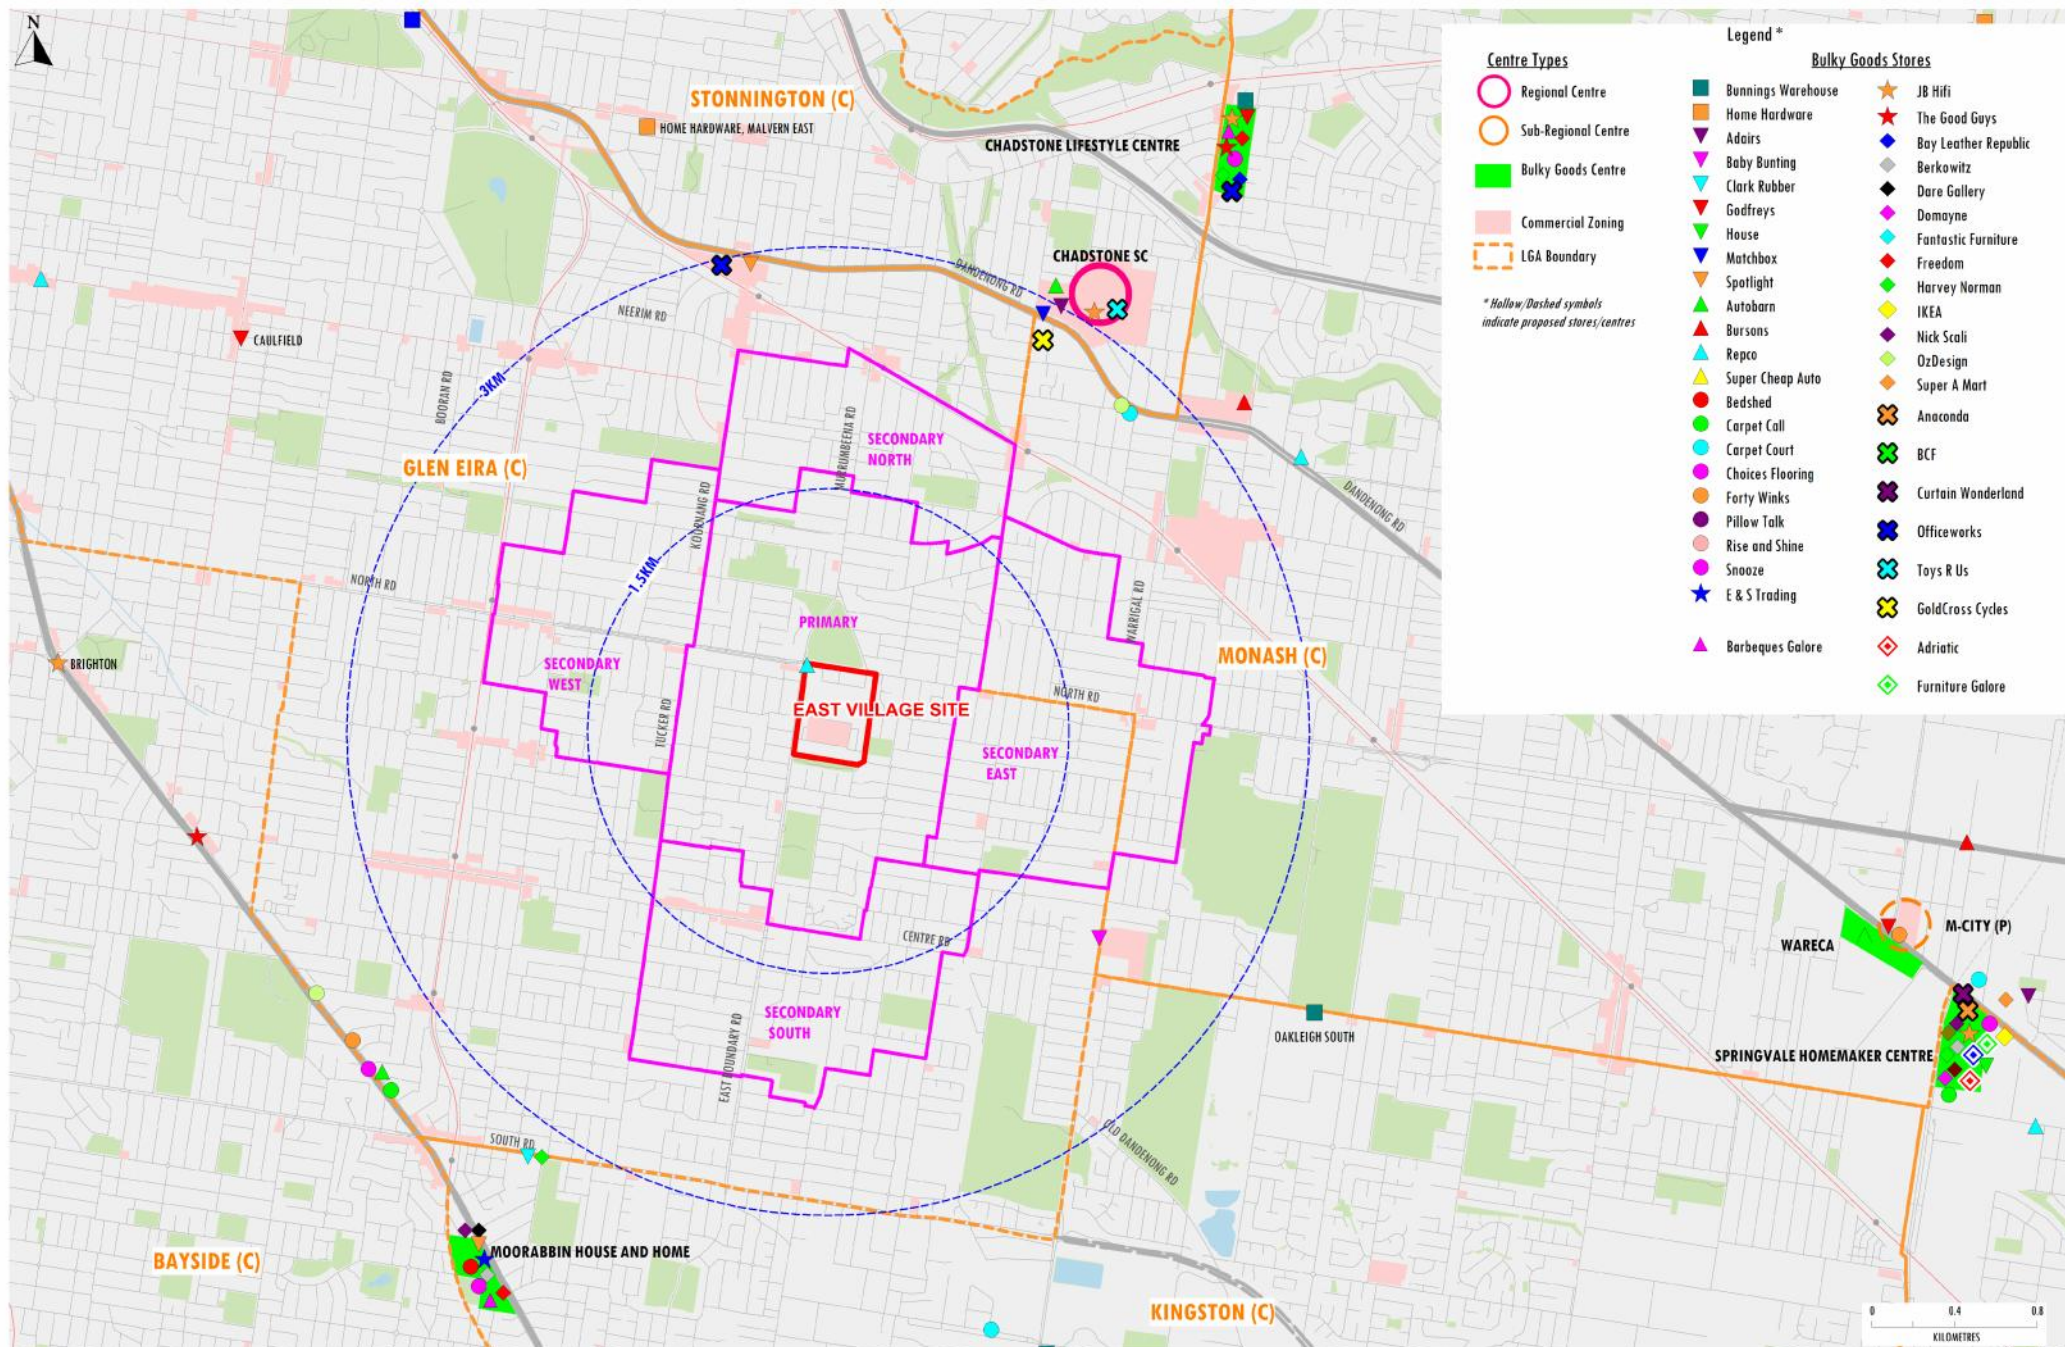 N
STONNINGTON (C)
HOME HARDWARE, MALVERN EAST
CHADSTONE LIFESTYLE CENTRE
CHADSTONE SC
DANDENONG RD
NEERIM RD
CAULFIELD
BOORAN RD
3KM
MURRUMBEENA RD
SECONDARY
NORTH
GLEN EIRA (C)
KOORNANG RD
DANDENONG RD
1.5KM
NORTH RD
WARRIGAL RD
PRIMARY
BRIGHTON
SECONDARY
WEST
MONASH (C)
NORTH RD
EAST VILLAGE SITE
TUCKER RD
SECONDARY
EAST
CENTRE RD
WARECA
M-CITY (P)
SECONDARY
SOUTH
EAST BOUNDARY RD
OAKLEIGH SOUTH
SPRINGVALE HOMEMAKER CENTRE
SOUTH RD
OLD DANDENONG RD
MOORABBIN HOUSE AND HOME
BAYSIDE (C)
KINGSTON (C)
Legend *
Centre Types
Regional Centre
Sub-Regional Centre
Bulky Goods Centre
Commercial Zoning
LGA Boundary
* Hollow/Dashed symbols
indicate proposed stores/centres
Bulky Goods Stores
Bunnings Warehouse
Home Hardware
Adairs
Baby Bunting
Clark Rubber
Godfreys
House
Matchbox
Spotlight
Autobarn
Bursons
Repco
Super Cheap Auto
Bedshed
Carpet Call
Carpet Court
Choices Flooring
Forty Winks
Pillow Talk
Rise and Shine
Snooze
E & S Trading
Barbeques Galore
JB Hifi
The Good Guys
Bay Leather Republic
Berkowitz
Dare Gallery
Domayne
Fantastic Furniture
Freedom
Harvey Norman
IKEA
Nick Scali
OzDesign
Super A Mart
Anaconda
BCF
Curtain Wonderland
Officeworks
Toys R Us
GoldCross Cycles
Adriatic
Furniture Galore
0 0.4 0.8
KILOMETRES